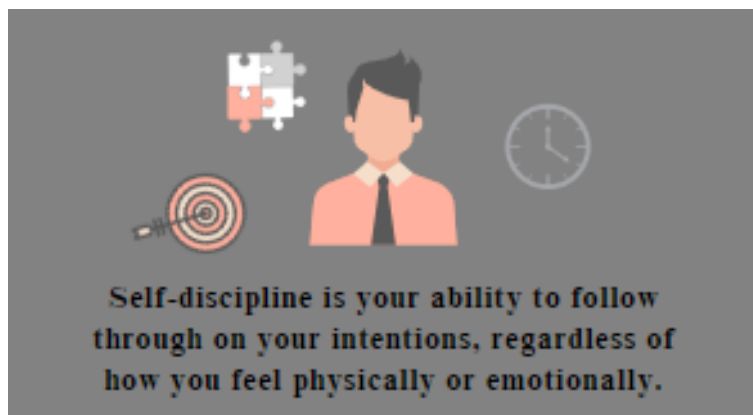 Self-discipline is your ability to follow
through on your intentions, regardless of
how you feel physically or emotionally.